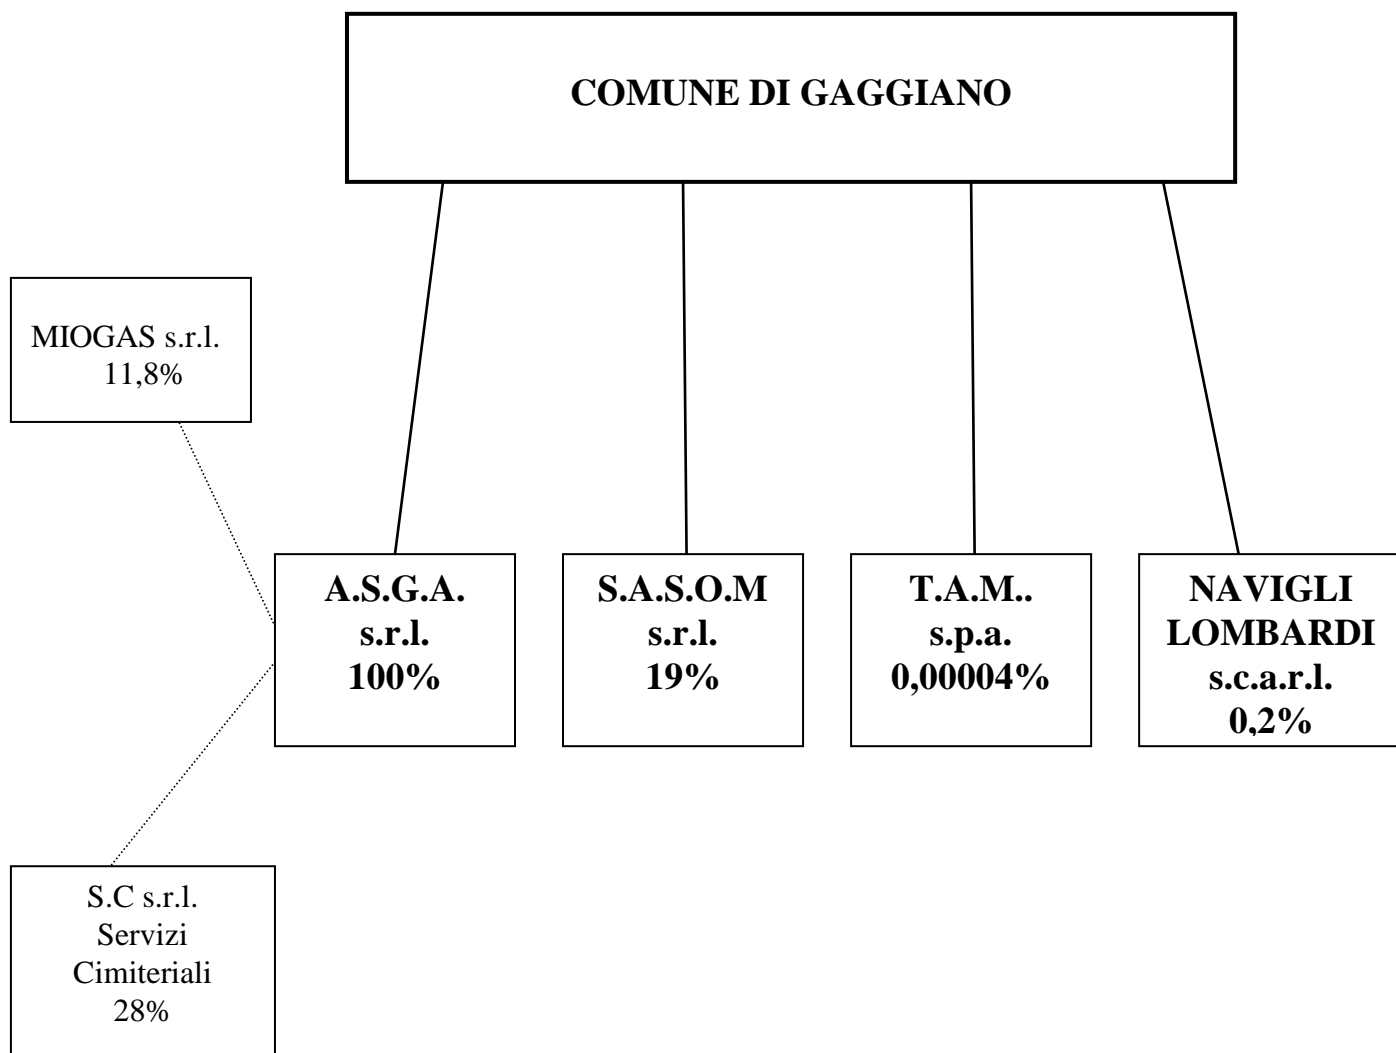 COMUNE DI GAGGIANO
MIOGAS s.r.l.
11,8%
A.S.G.A.
s.r.l.
100%
S.A.S.O.M
s.r.l.
19%
T.A.M..
s.p.a.
0,00004%
NAVIGLI
LOMBARDI
s.c.a.r.l.
0,2%
S.C s.r.l.
Servizi
Cimiteriali
28%